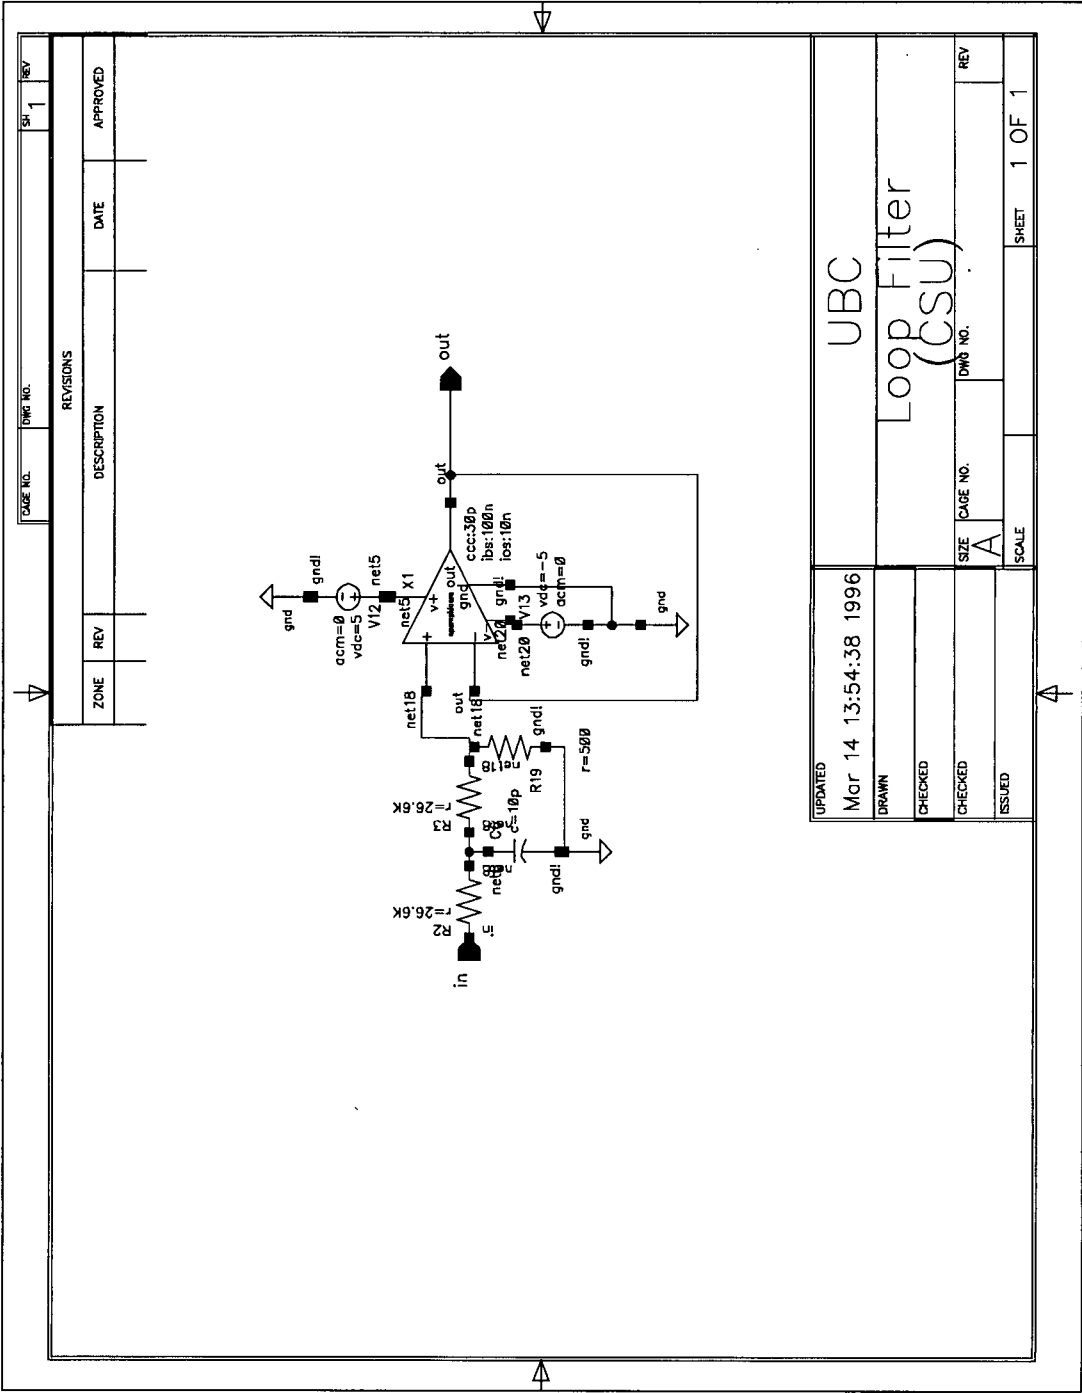 CAGE NO.
DWG NO.
SH 1
REV
REVISIONS
ZONE
REV
DESCRIPTION
DATE
APPROVED
gnd
gnd!
acm=0
vdc=5
V12
net5
net5
X1
v+
+
out
gnd
v-
ccc:30p
ibs:100n
ios:10n
out
out
net18
out
net18
net18
net20
net20
gnd!
V13
vdc=-5
acm=0
gnd!
gnd
in
in
R2
r=26.6K
R3
r=26.6K
c=10p
gnd!
gnd
R19
gnd!
r=500
UPDATED
Mar 14 13:54:38 1996
DRAWN
CHECKED
CHECKED
ISSUED
UBC
Loop Filter
(CSU)
SIZE
A
CAGE NO.
DWG NO.
REV
SCALE
SHEET
1 OF 1